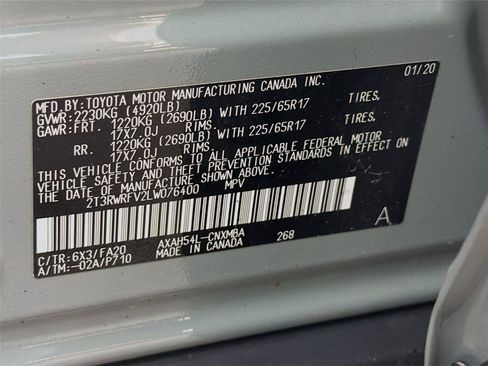 MFD.BY:TOYOTA MOTOR MANUFACTURING CANADA INC. 01/20
GVWR:2230KG (4920LB)
GAWR:FRT. 1220KG (2690LB) WITH 225/65R17 TIRES,
17X7.0J RIMS,
RR. 1220KG (2690LB) WITH 225/65R17 TIRES,
17X7.0J RIMS,
THIS VEHICLE CONFORMS TO ALL APPLICABLE FEDERAL MOTOR
VEHICLE SAFETY AND THEFT PREVENTION STANDARDS IN EFFECT ON
THE DATE OF MANUFACTURE SHOWN ABOVE.
2T3RWRFV2LW076400 MPV
A
C/TR:6X3/FA20 AXAH54L-CNXMBA 268
A/TM:-02A/P710 MADE IN CANADA